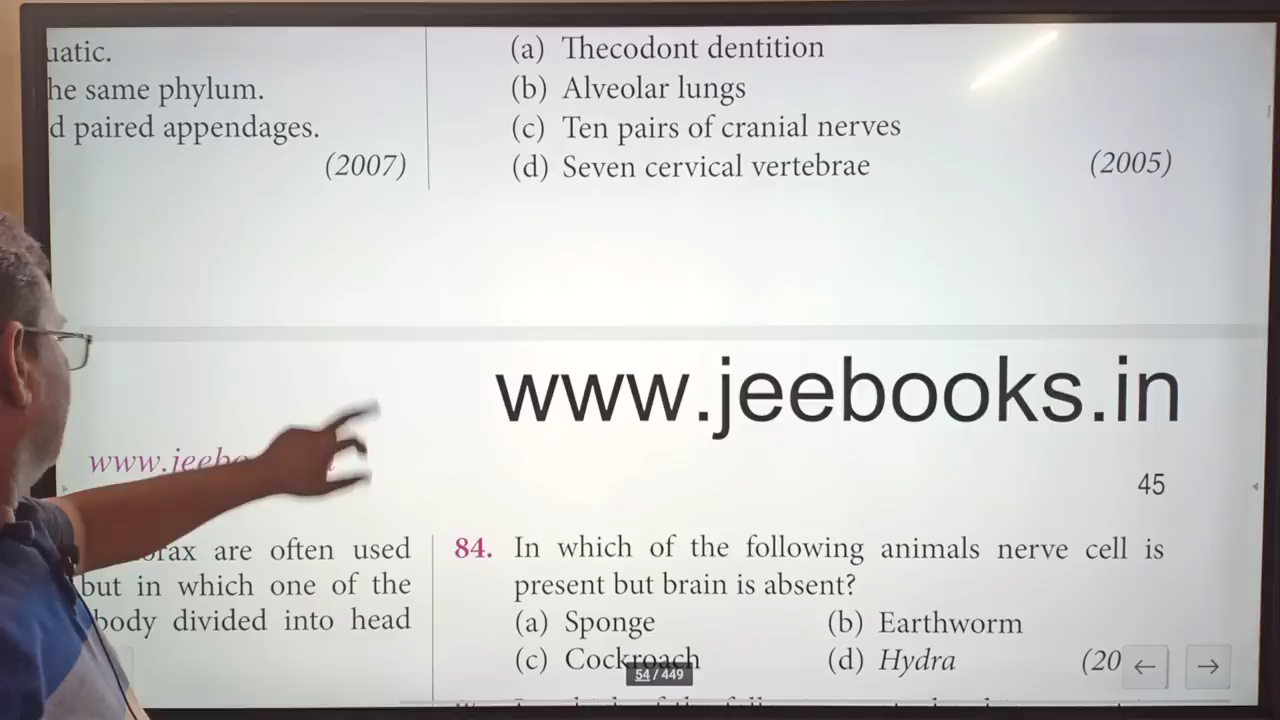 uatic.
he same phylum.
d paired appendages.
(2007)
(a) Thecodont dentition
(b) Alveolar lungs
(c) Ten pairs of cranial nerves
(d) Seven cervical vertebrae (2005)
www.jeebooks.in
45
www.jeebo
rax are often used
but in which one of the
body divided into head
84. In which of the following animals nerve cell is
present but brain is absent?
(a) Sponge (b) Earthworm
(c) Cockroach (d) Hydra (20
54 / 449